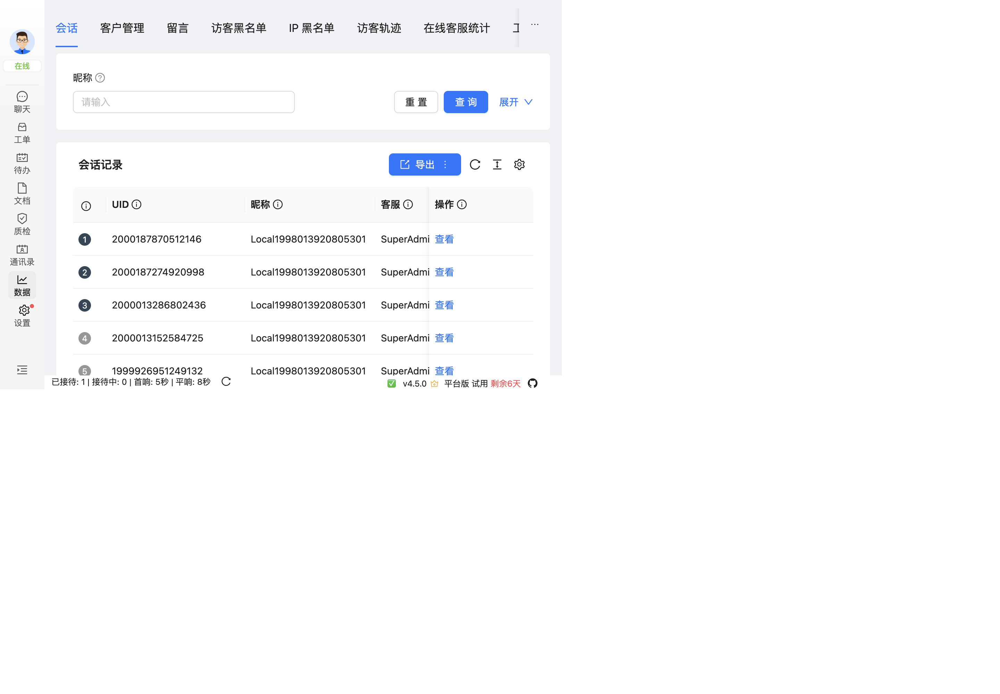 在线
聊天
工单
待办
文档
质检
通讯录
数据
设置
会话 客户管理 留言 访客黑名单 IP 黑名单 访客轨迹 在线客服统计
昵称
请输入
重 置 查 询 展开
会话记录
导出
UID 昵称 客服 操作
1 2000187870512146 Local1998013920805301 SuperAdmi 查看
2 2000187274920998 Local1998013920805301 SuperAdmi 查看
3 2000013286802436 Local1998013920805301 SuperAdmi 查看
4 2000013152584725 Local1998013920805301 SuperAdmi 查看
5 1999926951249132 Local1998013920805301 SuperAdmi 查看
已接待: 1 | 接待中: 0 | 首响: 5秒 | 平响: 8秒
v4.5.0 平台版 试用 剩余6天